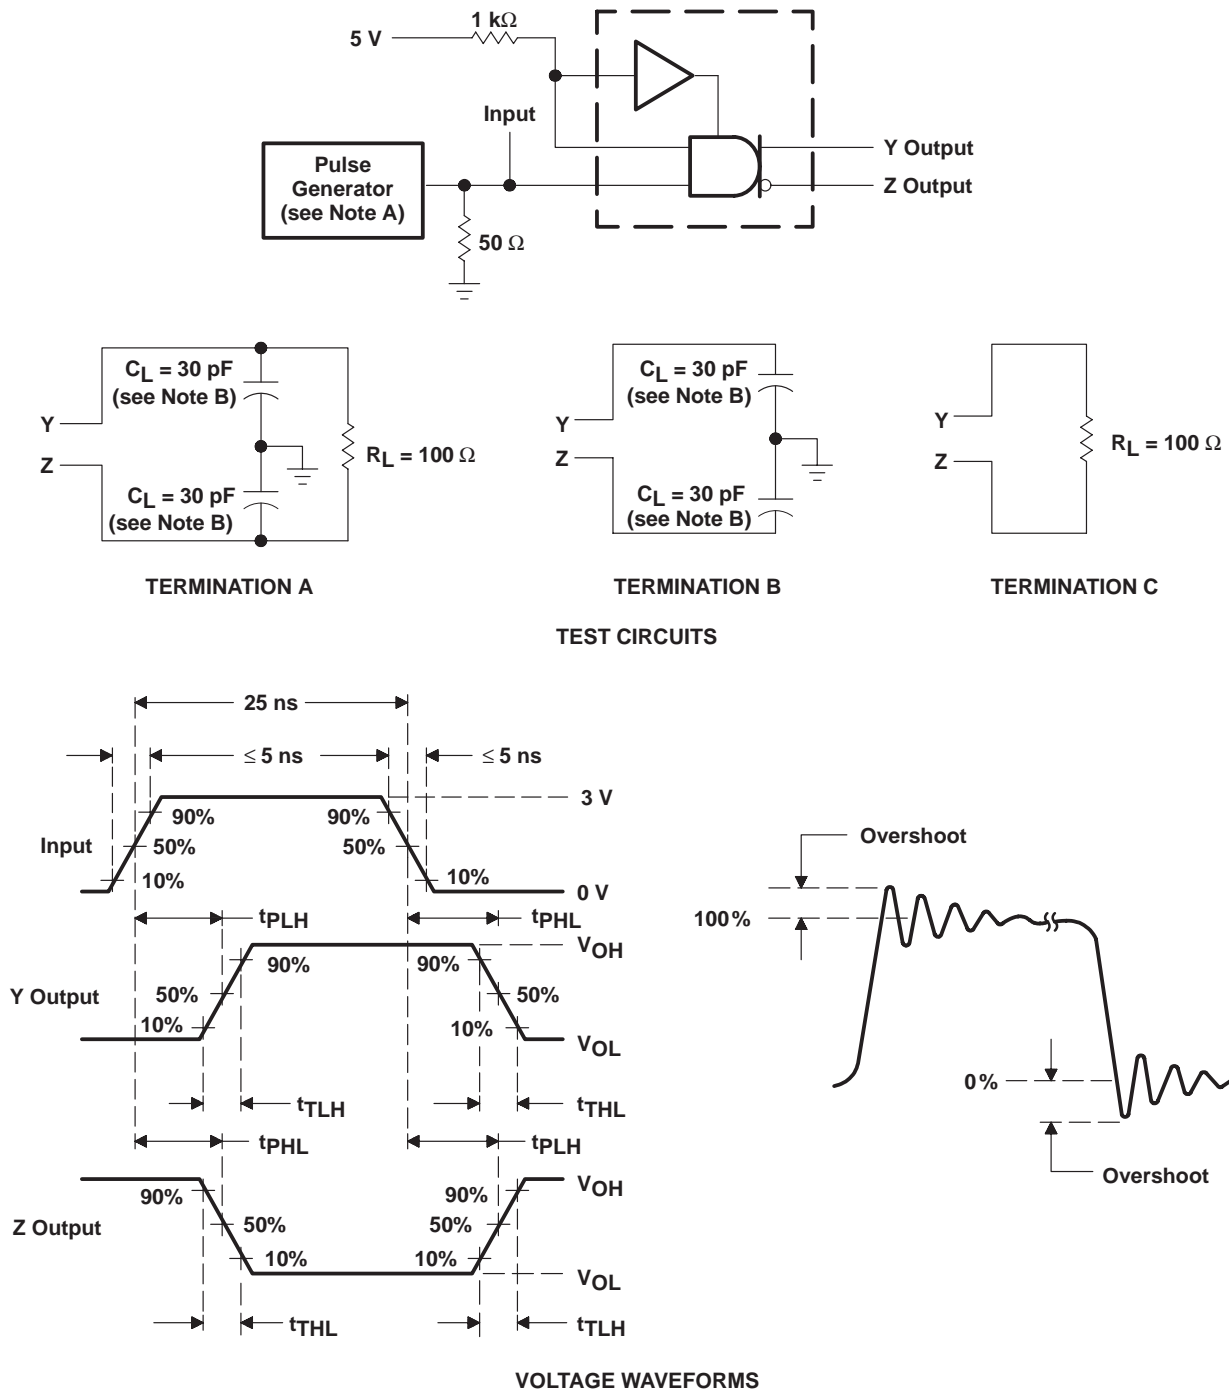 1 kΩ
5 V
Input
Pulse
Generator
(see Note A)
50 Ω
Y Output
Z Output
CL = 30 pF
(see Note B)
Y
Z
CL = 30 pF
(see Note B)
RL = 100 Ω
TERMINATION A
CL = 30 pF
(see Note B)
Y
Z
CL = 30 pF
(see Note B)
TERMINATION B
Y
Z
RL = 100 Ω
TERMINATION C
TEST CIRCUITS
25 ns
≤ 5 ns
≤ 5 ns
3 V
90%
90%
Input
50%
50%
10%
10%
0 V
tPLH
tPHL
VOH
90%
90%
Y Output
50%
50%
10%
10%
VOL
tTLH
tTHL
tPHL
tPLH
VOH
90%
90%
Z Output
50%
50%
10%
10%
VOL
tTHL
tTLH
Overshoot
100%
0%
Overshoot
VOLTAGE WAVEFORMS